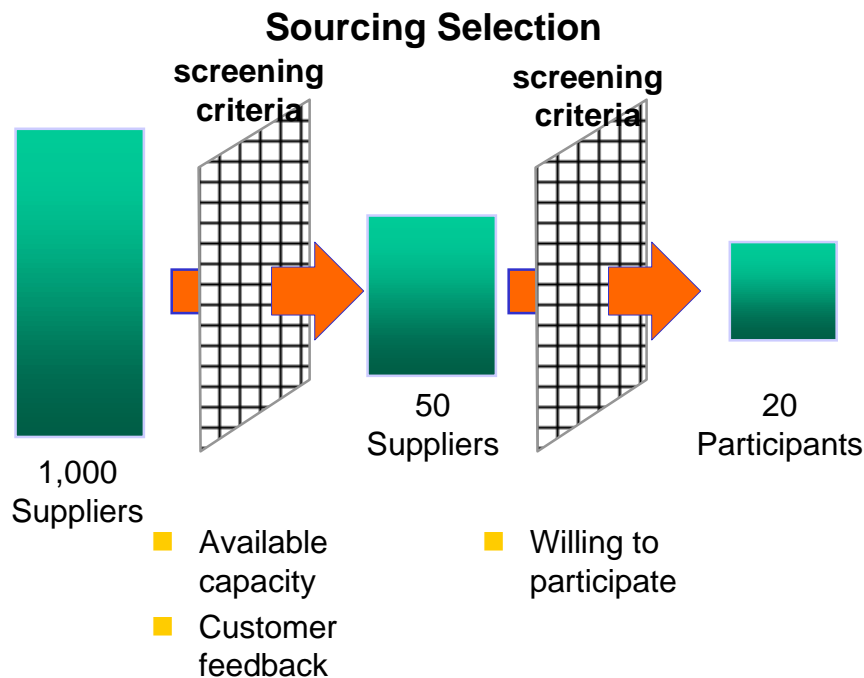 Sourcing Selection
screening
criteria
screening
criteria
1,000
Suppliers
50
Suppliers
20
Participants
Available
capacity
Customer
feedback
Willing to
participate